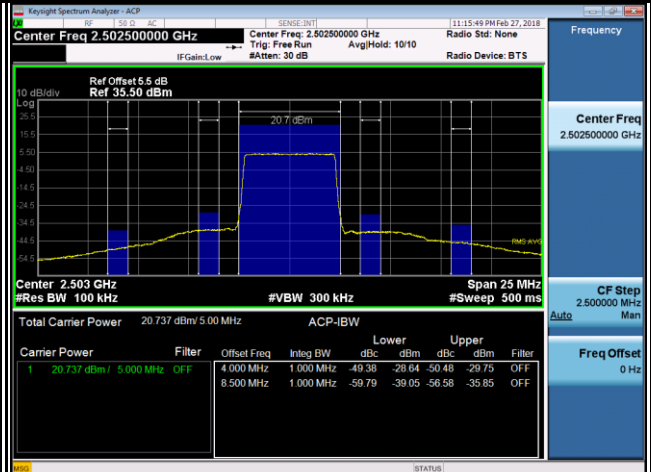 Keysight Spectrum Analyzer - ACP
RF 50 Ω AC SENSE:INT 11:15:49 PM Feb 27, 2018
Center Freq 2.502500000 GHz
Center Freq: 2.502500000 GHz
Radio Std: None
Trig: Free Run Avg|Hold: 10/10
IFGain:Low #Atten: 30 dB Radio Device: BTS
Ref Offset 5.5 dB
10 dB/div Ref 35.50 dBm
Log
25.5
15.5
5.50
-4.50
-14.5
-24.5
-34.5
-44.5
-54.5
20.7 dBm
RMS AVG
Center 2.503 GHz Span 25 MHz
#Res BW 100 kHz #VBW 300 kHz #Sweep 500 ms
Total Carrier Power 20.737 dBm/ 5.00 MHz ACP-IBW
Lower Upper
Carrier Power Filter Offset Freq Integ BW dBc dBm dBc dBm Filter
1 20.737 dBm / 5.000 MHz OFF 4.000 MHz 1.000 MHz -49.38 -28.64 -50.48 -29.75 OFF
8.500 MHz 1.000 MHz -59.79 -39.05 -56.58 -35.85 OFF
Frequency
Center Freq
2.502500000 GHz
CF Step
2.500000 MHz
Auto Man
Freq Offset
0 Hz
MSG STATUS